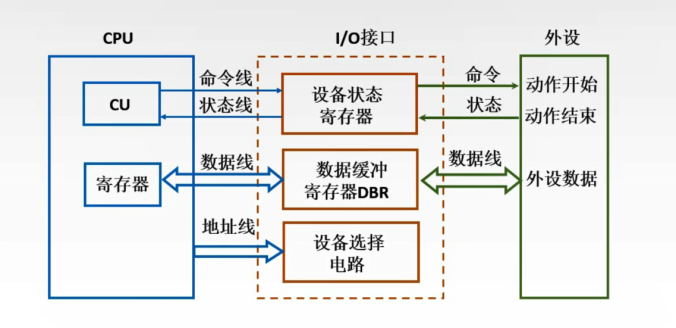 CPU
I/O接口
外设
CU
命令线
状态线
设备状态
寄存器
命令
状态
动作开始
动作结束
寄存器
数据线
数据缓冲
寄存器DBR
数据线
外设数据
地址线
设备选择
电路